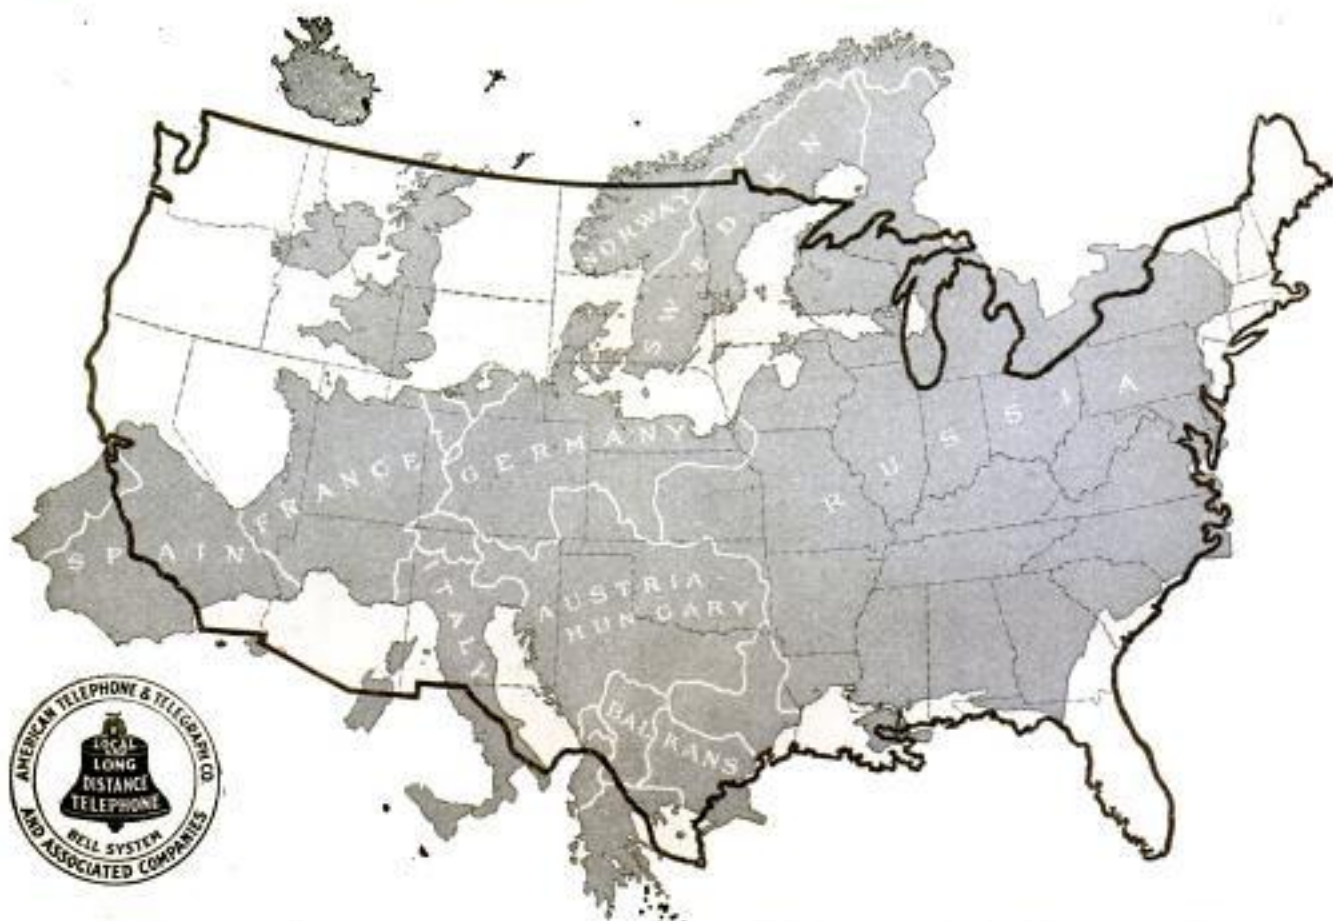 NORWAY
SWEDEN
FRANCE
GERMANY
RUSSIA
SPAIN
ITALY
AUSTRIA-
HUNGARY
BALKANS
AMERICAN TELEPHONE & TELEGRAPH CO.
AND ASSOCIATED COMPANIES
LOCAL
LONG
DISTANCE
TELEPHONE
BELL SYSTEM